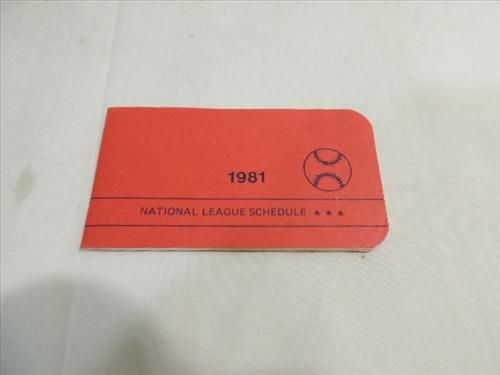 1981
NATIONAL LEAGUE SCHEDULE ★ ★ ★